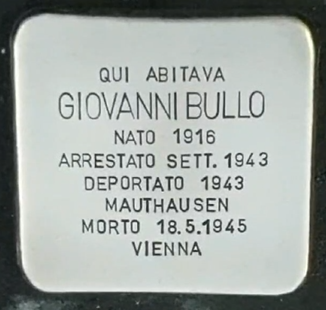 QUI ABITAVA
GIOVANNI BULLO
NATO 1916
ARRESTATO SETT. 1943
DEPORTATO 1943
MAUTHAUSEN
MORTO 18.5.1945
VIENNA